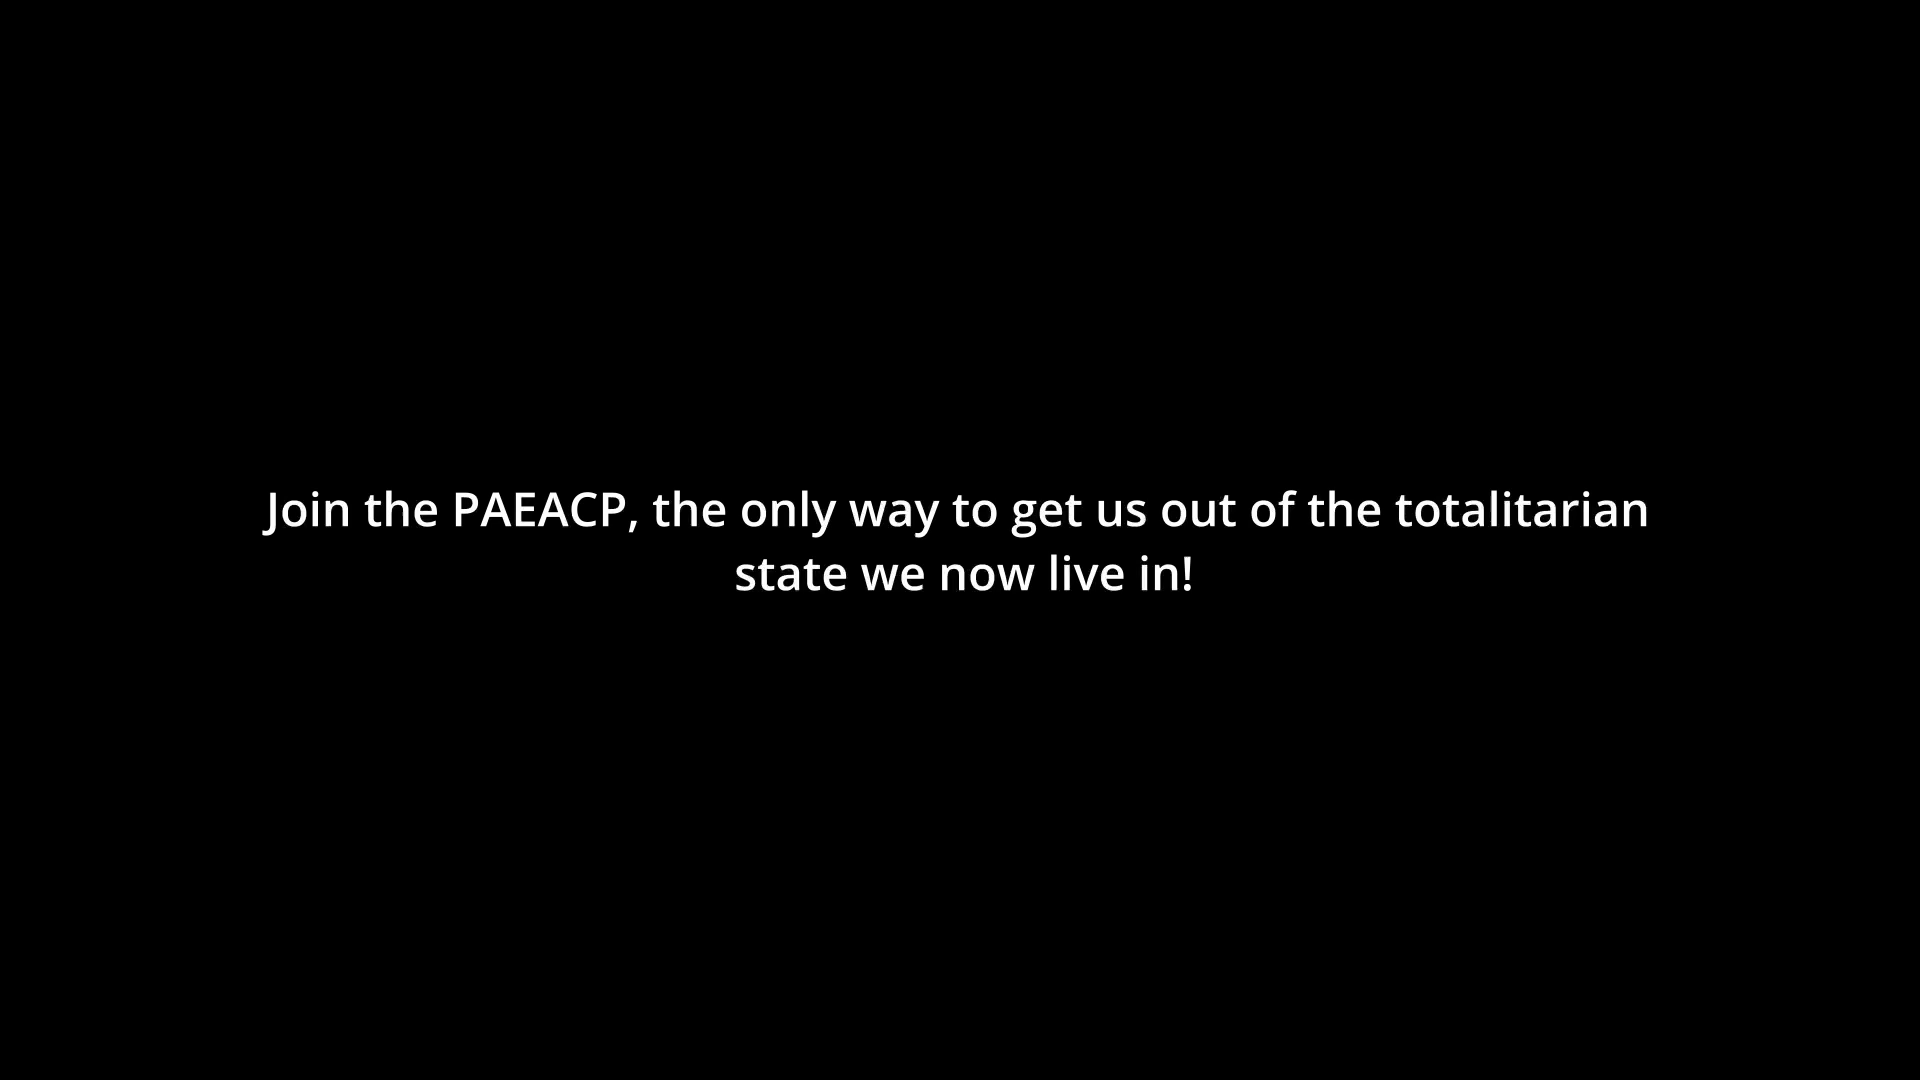 Join the PAEACP, the only way to get us out of the totalitarian
state we now live in!